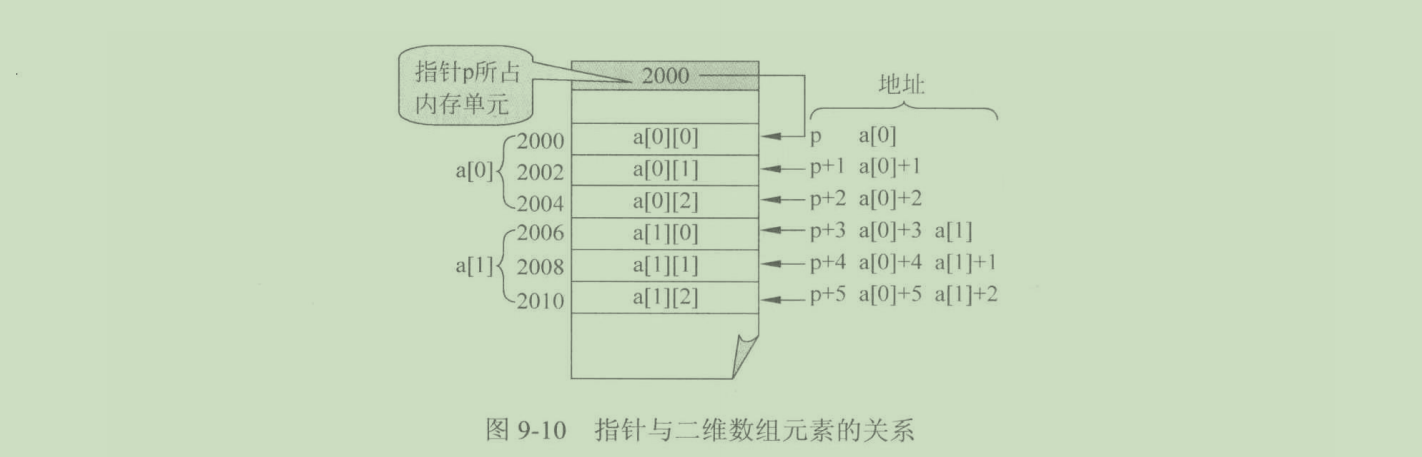 指针p所占
内存单元
2000
地址
2000 a[0][0] p a[0]
a[0] 2002 a[0][1] p+1 a[0]+1
2004 a[0][2] p+2 a[0]+2
2006 a[1][0] p+3 a[0]+3 a[1]
a[1] 2008 a[1][1] p+4 a[0]+4 a[1]+1
2010 a[1][2] p+5 a[0]+5 a[1]+2
图 9-10 指针与二维数组元素的关系